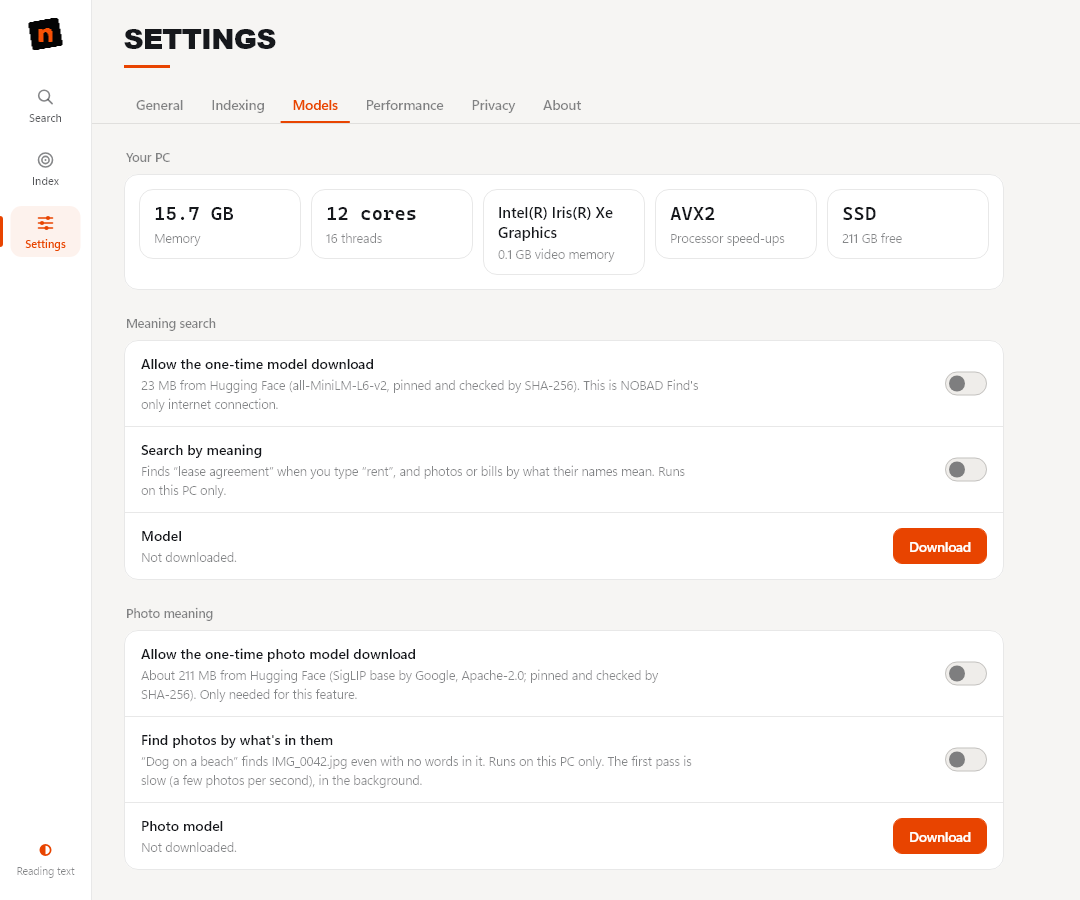 n
SETTINGS
Search
Index
Settings
Reading text
General Indexing Models Performance Privacy About
Your PC
15.7 GB
Memory
12 cores
16 threads
Intel(R) Iris(R) Xe
Graphics
0.1 GB video memory
AVX2
Processor speed-ups
SSD
211 GB free
Meaning search
Allow the one-time model download
23 MB from Hugging Face (all-MiniLM-L6-v2, pinned and checked by SHA-256). This is NOBAD Find's
only internet connection.
Search by meaning
Finds "lease agreement" when you type "rent", and photos or bills by what their names mean. Runs
on this PC only.
Model
Not downloaded.
Download
Photo meaning
Allow the one-time photo model download
About 211 MB from Hugging Face (SigLIP base by Google, Apache-2.0; pinned and checked by
SHA-256). Only needed for this feature.
Find photos by what's in them
"Dog on a beach" finds IMG_0042.jpg even with no words in it. Runs on this PC only. The first pass is
slow (a few photos per second), in the background.
Photo model
Not downloaded.
Download